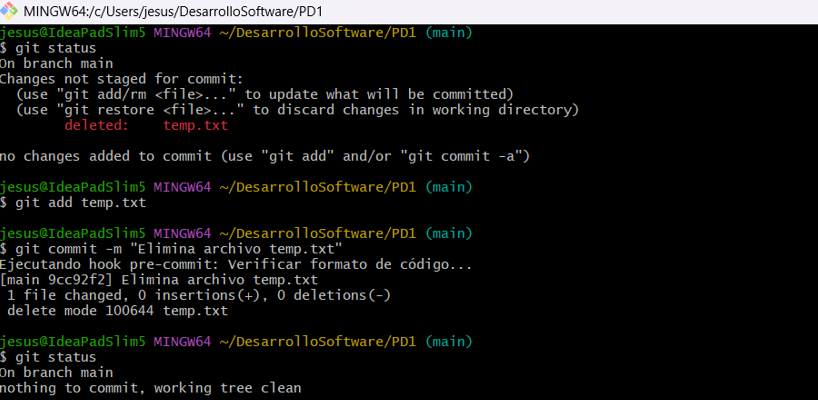 MINGW64:/c/Users/jesus/DesarrolloSoftware/PD1
jesus@IdeaPadSlim5 MINGW64 ~/DesarrolloSoftware/PD1 (main)
$ git status
On branch main
Changes not staged for commit:
  (use "git add/rm <file>..." to update what will be committed)
  (use "git restore <file>..." to discard changes in working directory)
        deleted:    temp.txt

no changes added to commit (use "git add" and/or "git commit -a")

jesus@IdeaPadSlim5 MINGW64 ~/DesarrolloSoftware/PD1 (main)
$ git add temp.txt

jesus@IdeaPadSlim5 MINGW64 ~/DesarrolloSoftware/PD1 (main)
$ git commit -m "Elimina archivo temp.txt"
Ejecutando hook pre-commit: Verificar formato de código...
[main 9cc92f2] Elimina archivo temp.txt
 1 file changed, 0 insertions(+), 0 deletions(-)
 delete mode 100644 temp.txt

jesus@IdeaPadSlim5 MINGW64 ~/DesarrolloSoftware/PD1 (main)
$ git status
On branch main
nothing to commit, working tree clean